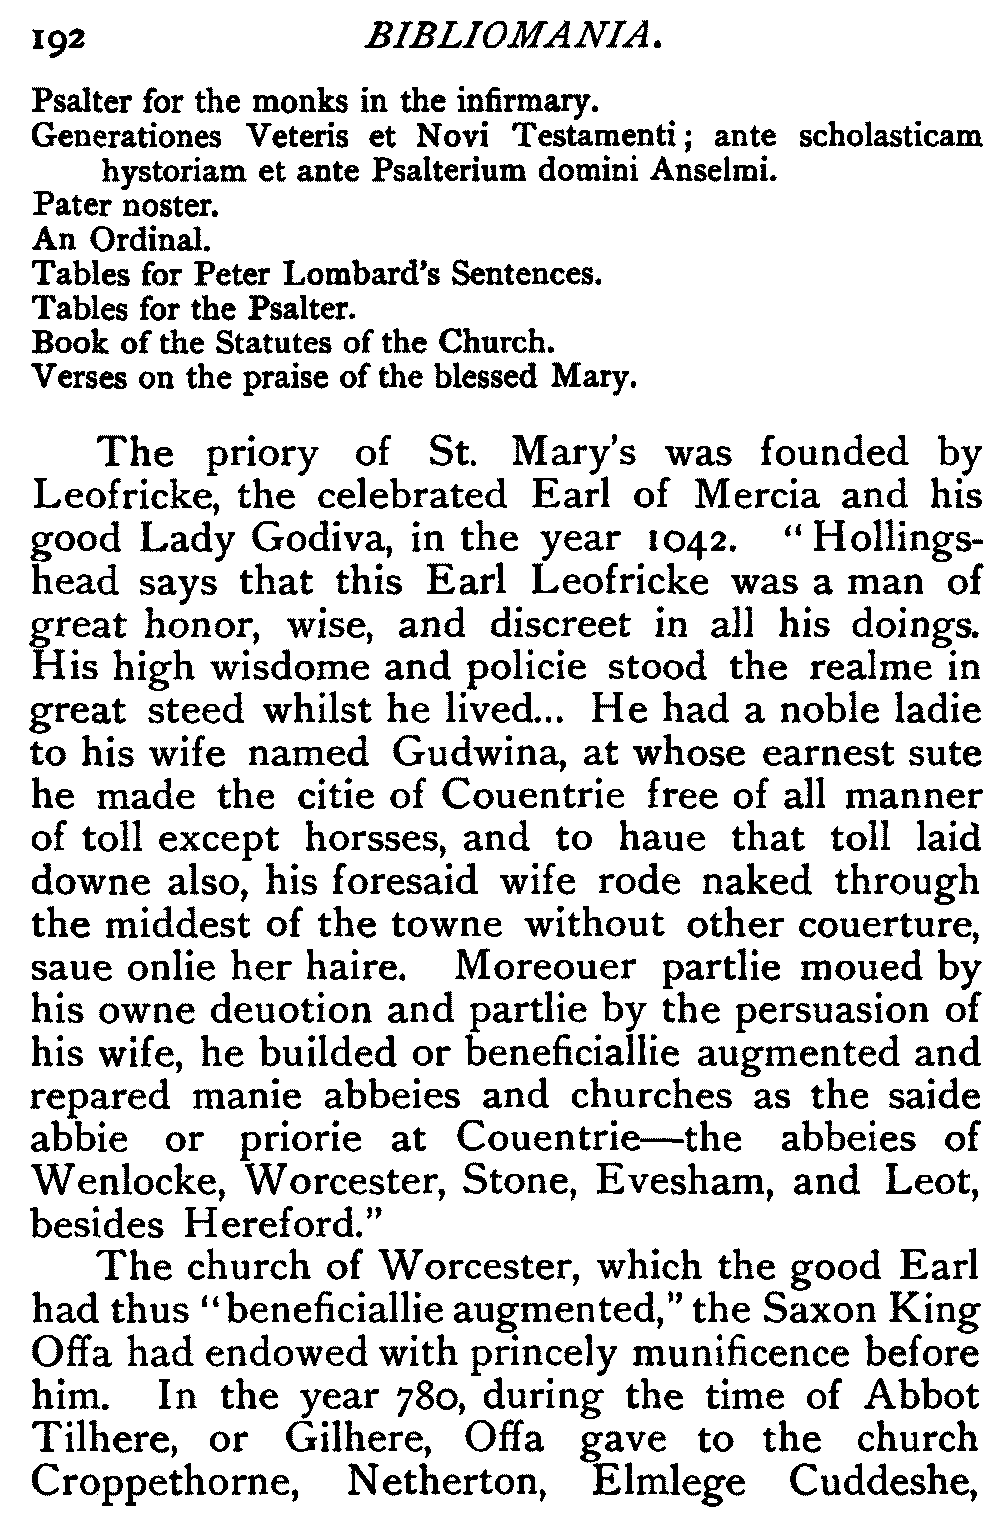 192 BIBLIOMANIA.
Psalter for the monks in the infirmary.
Generationes Veteris et Novi Testamenti; ante scholasticam
hystoriam et ante Psalterium domini Anselmi.
Pater noster.
An Ordinal.
Tables for Peter Lombard's Sentences.
Tables for the Psalter.
Book of the Statutes of the Church.
Verses on the praise of the blessed Mary.
The priory of St. Mary's was founded by
Leofricke, the celebrated Earl of Mercia and his
good Lady Godiva, in the year 1042. "Hollings-
head says that this Earl Leofricke was a man of
great honor, wise, and discreet in all his doings.
His high wisdome and policie stood the realme in
great steed whilst he lived... He had a noble ladie
to his wife named Gudwina, at whose earnest sute
he made the citie of Couentrie free of all manner
of toll except horsses, and to haue that toll laid
downe also, his foresaid wife rode naked through
the middest of the towne without other couerture,
saue onlie her haire. Moreouer partlie moued by
his owne deuotion and partlie by the persuasion of
his wife, he builded or beneficiallie augmented and
repared manie abbeies and churches as the saide
abbie or priorie at Couentrie—the abbeies of
Wenlocke, Worcester, Stone, Evesham, and Leot,
besides Hereford."
The church of Worcester, which the good Earl
had thus "beneficiallie augmented," the Saxon King
Offa had endowed with princely munificence before
him. In the year 780, during the time of Abbot
Tilhere, or Gilhere, Offa gave to the church
Croppethorne, Netherton, Elmlege Cuddeshe,